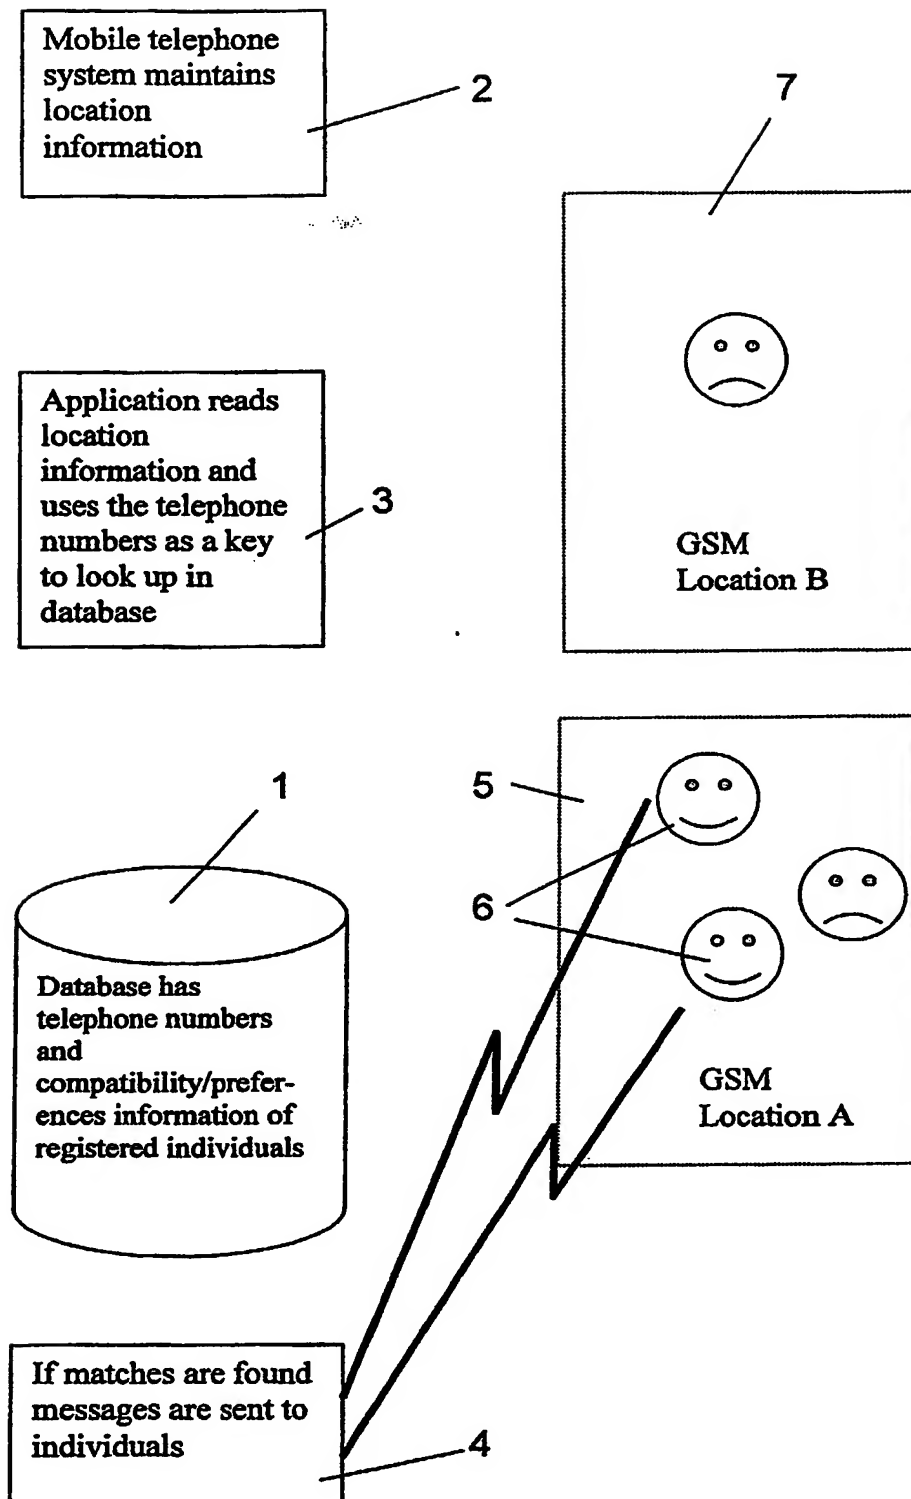 Mobile telephone
system maintains
location
information
2
7
Application reads
location
information and
uses the telephone
numbers as a key
to look up in
database
3
GSM
Location B
1
5
6
Database has
telephone numbers
and
compatibility/prefer-
ences information of
registered individuals
GSM
Location A
If matches are found
messages are sent to
individuals
4